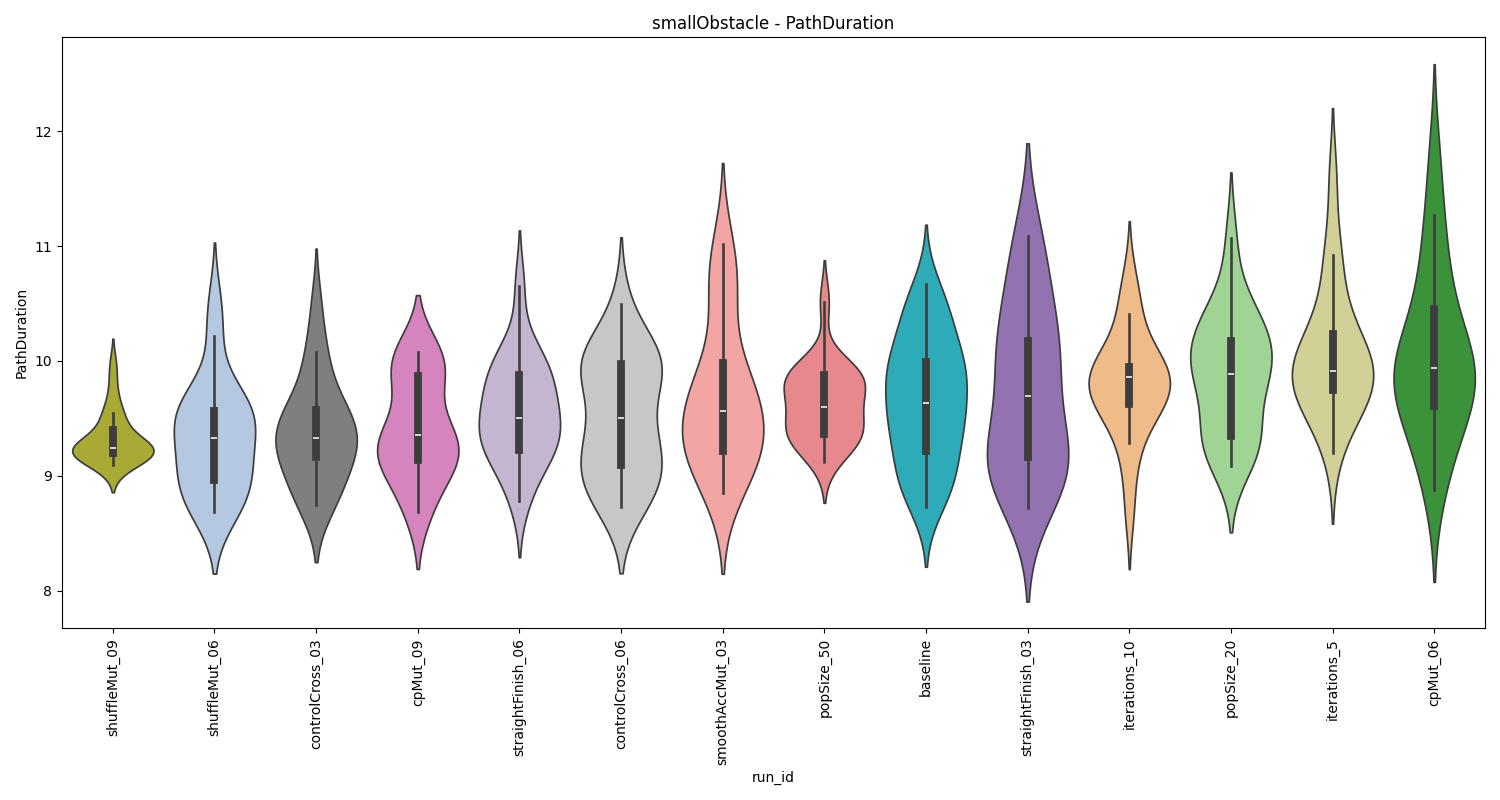 smallObstacle - PathDuration
PathDuration
12
11
10
9
8
shuffleMut_09
shuffleMut_06
controlCross_03
cpMut_09
straightFinish_06
controlCross_06
smoothAccMut_03
popSize_50
baseline
straightFinish_03
iterations_10
popSize_20
iterations_5
cpMut_06
run_id